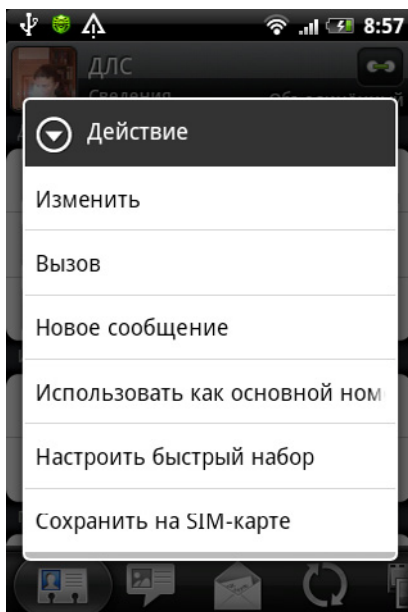 8:57
ДЛС
Сведения
Действие
Изменить
Вызов
Новое сообщение
Использовать как основной ном
Настроить быстрый набор
Сохранить на SIM-карте